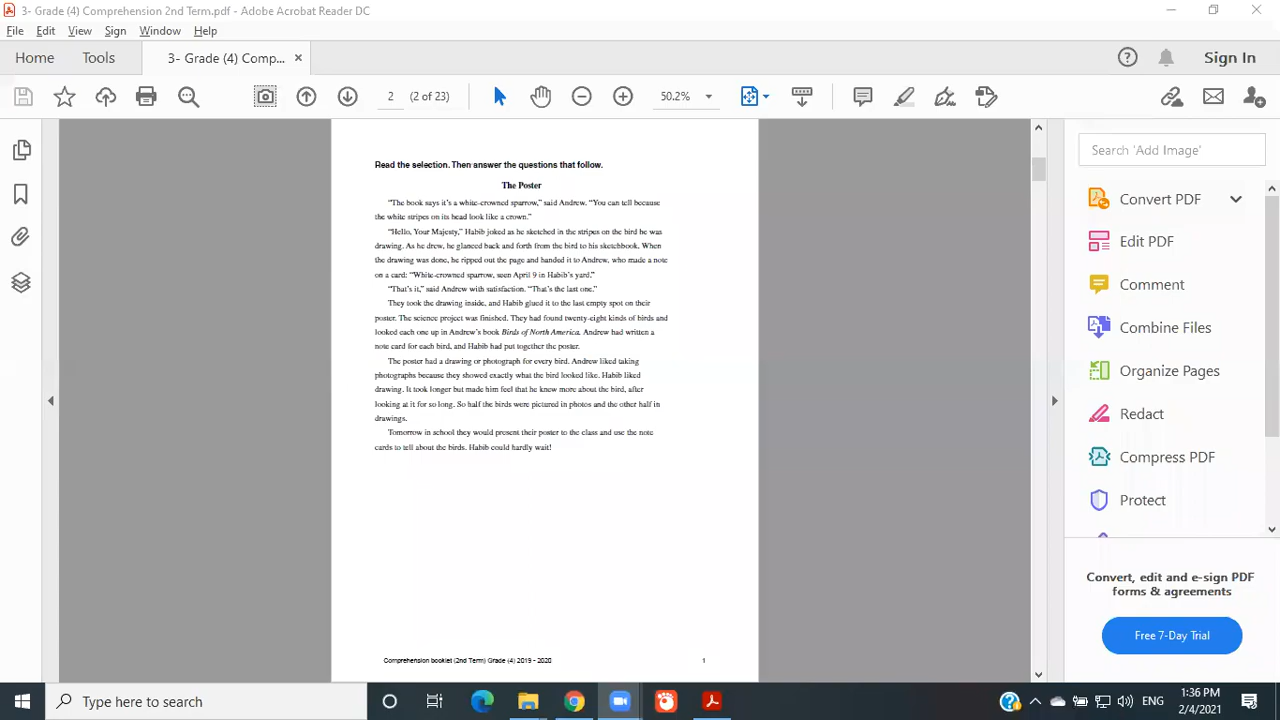 3- Grade (4) Comprehension 2nd Term.pdf - Adobe Acrobat Reader DC
File Edit View Sign Window Help
Home Tools 3- Grade (4) Comp... × Sign In
2 (2 of 23) 50.2%
Search 'Add Image'
Read the selection. Then answer the questions that follow.
The Poster
“The book says it’s a white-crowned sparrow,” said Andrew. “You can tell because
the white stripes on its head look like a crown.”
“Hello, Your Majesty,” Habib joked as he sketched in the stripes on the bird he was
drawing. As he drew, he glanced back and forth from the bird to his sketchbook. When
the drawing was done, he ripped out the page and handed it to Andrew, who made a note
on a card: “White-crowned sparrow, seen April 9 in Habib’s yard.”
“That’s it,” said Andrew with satisfaction. “That’s the last one.”
They took the drawing inside, and Habib glued it to the last empty spot on their
poster. The science project was finished. They had found twenty-eight kinds of birds and
looked each one up in Andrew’s book Birds of North America. Andrew had written a
note card for each bird, and Habib had put together the poster.
The poster had a drawing or photograph for every bird. Andrew liked taking
photographs because they showed exactly what the bird looked like. Habib liked
drawing. It took longer but made him feel that he knew more about the bird, after
looking at it for so long. So half the birds were pictured in photos and the other half in
drawings.
Tomorrow in school they would present their poster to the class and use the note
cards to tell about the birds. Habib could hardly wait!
Comprehension booklet (2nd Term) Grade (4) 2019 - 2020 1
Convert PDF
Edit PDF
Comment
Combine Files
Organize Pages
Redact
Compress PDF
Protect
Convert, edit and e-sign PDF
forms & agreements
Free 7-Day Trial
Type here to search
ENG
1:36 PM
2/4/2021